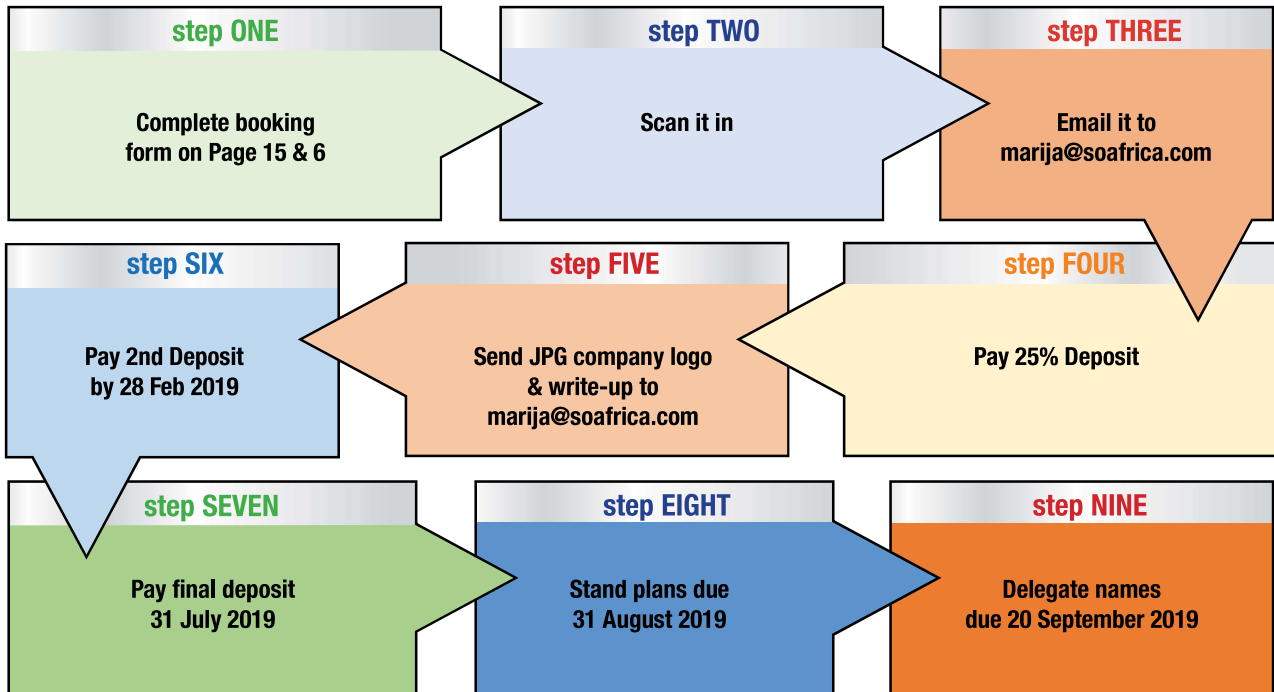 step ONE
Complete booking
form on Page 15 & 6
step TWO
Scan it in
step THREE
Email it to
marija@soafrica.com
step FOUR
Pay 25% Deposit
step FIVE
Send JPG company logo
& write-up to
marija@soafrica.com
step SIX
Pay 2nd Deposit
by 28 Feb 2019
step SEVEN
Pay final deposit
31 July 2019
step EIGHT
Stand plans due
31 August 2019
step NINE
Delegate names
due 20 September 2019